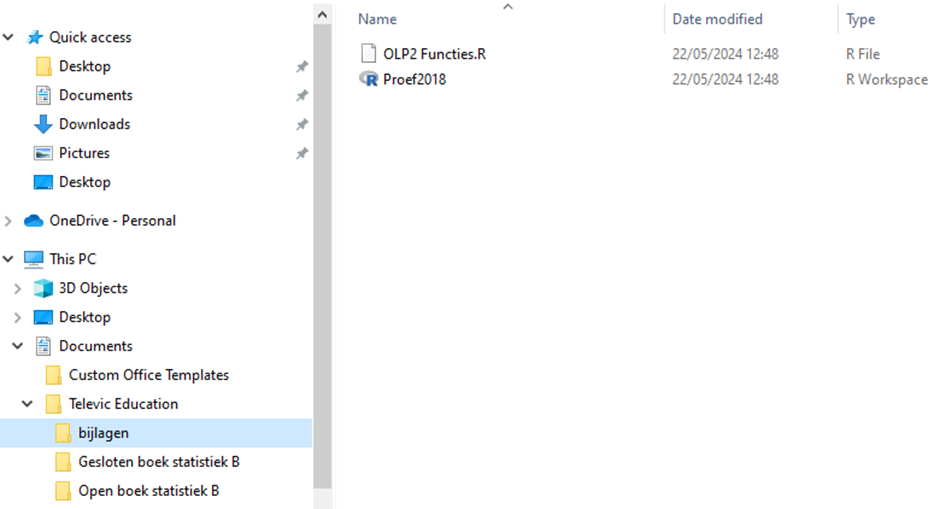 Quick access
Desktop
Documents
Downloads
Pictures
Desktop
OneDrive - Personal
This PC
3D Objects
Desktop
Documents
Custom Office Templates
Televic Education
bijlagen
Gesloten boek statistiek B
Open boek statistiek B
Name Date modified Type
OLP2 Functies.R 22/05/2024 12:48 R File
Proef2018 22/05/2024 12:48 R Workspace